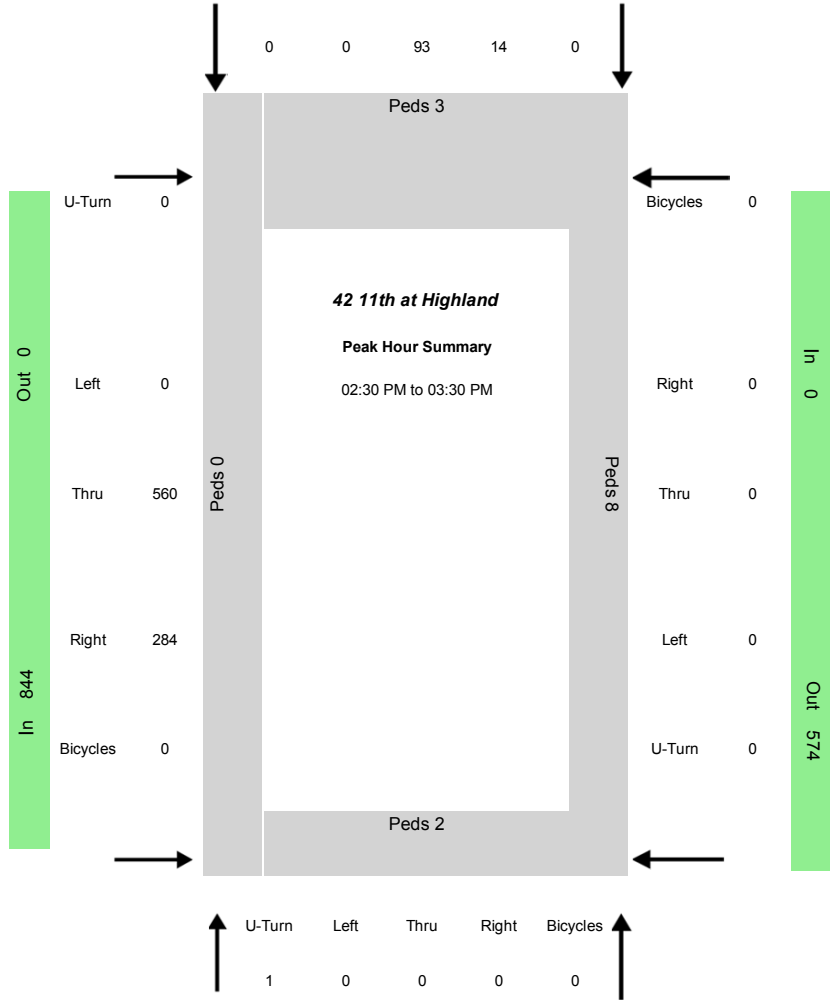 0 0 93 14 0
Peds 3
U-Turn 0
Bicycles 0
42 11th at Highland
Peak Hour Summary
02:30 PM to 03:30 PM
Out 0
In 0
Left 0
Right 0
Thru 560
Peds 0
Peds 8
Thru 0
Right 284
Left 0
In 844
Out 574
Bicycles 0
U-Turn 0
Peds 2
U-Turn Left Thru Right Bicycles
1 0 0 0 0